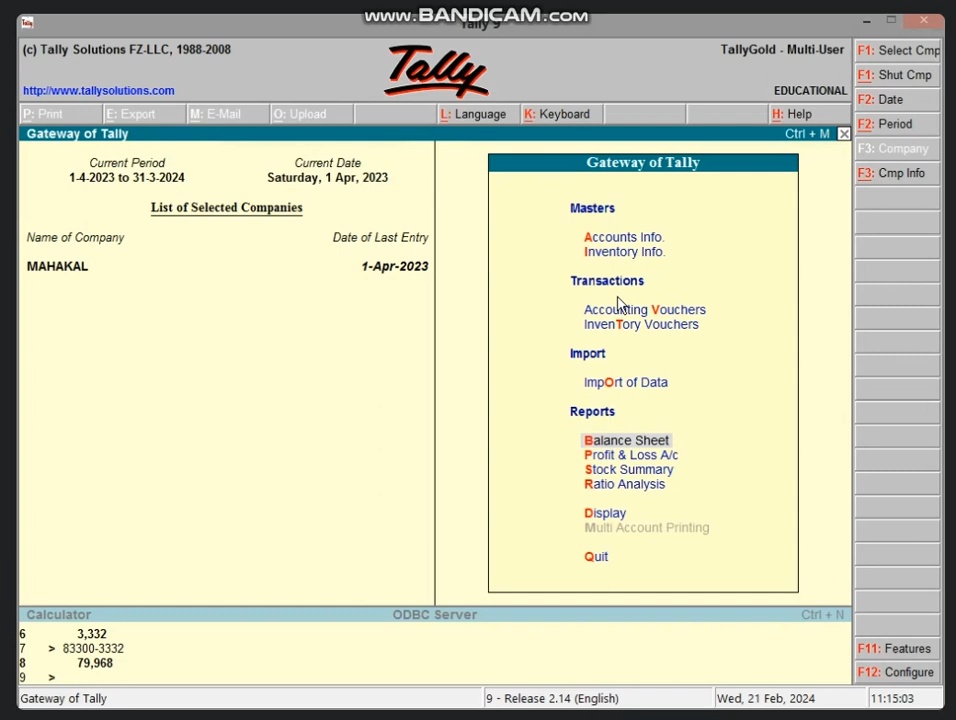 www.BANDICAM.com
Tally 9
(c) Tally Solutions FZ-LLC, 1988-2008
http://www.tallysolutions.com
Tally
TallyGold - Multi-User
EDUCATIONAL
P: Print
E: Export
M: E-Mail
O: Upload
L: Language
K: Keyboard
H: Help
Gateway of Tally
Ctrl + M
Current Period
1-4-2023 to 31-3-2024
Current Date
Saturday, 1 Apr, 2023
List of Selected Companies
Name of Company
Date of Last Entry
MAHAKAL
1-Apr-2023
Gateway of Tally
Masters
Accounts Info.
Inventory Info.
Transactions
Accounting Vouchers
InvenTory Vouchers
Import
ImpOrt of Data
Reports
Balance Sheet
Profit & Loss A/c
Stock Summary
Ratio Analysis
Display
Multi Account Printing
Quit
F1: Select Cmp
F1: Shut Cmp
F2: Date
F2: Period
F3: Company
F3: Cmp Info
F11: Features
F12: Configure
Calculator
ODBC Server
Ctrl + N
6 3,332
7 > 83300-3332
8 79,968
9 >
Gateway of Tally
9 - Release 2.14 (English)
Wed, 21 Feb, 2024
11:15:03